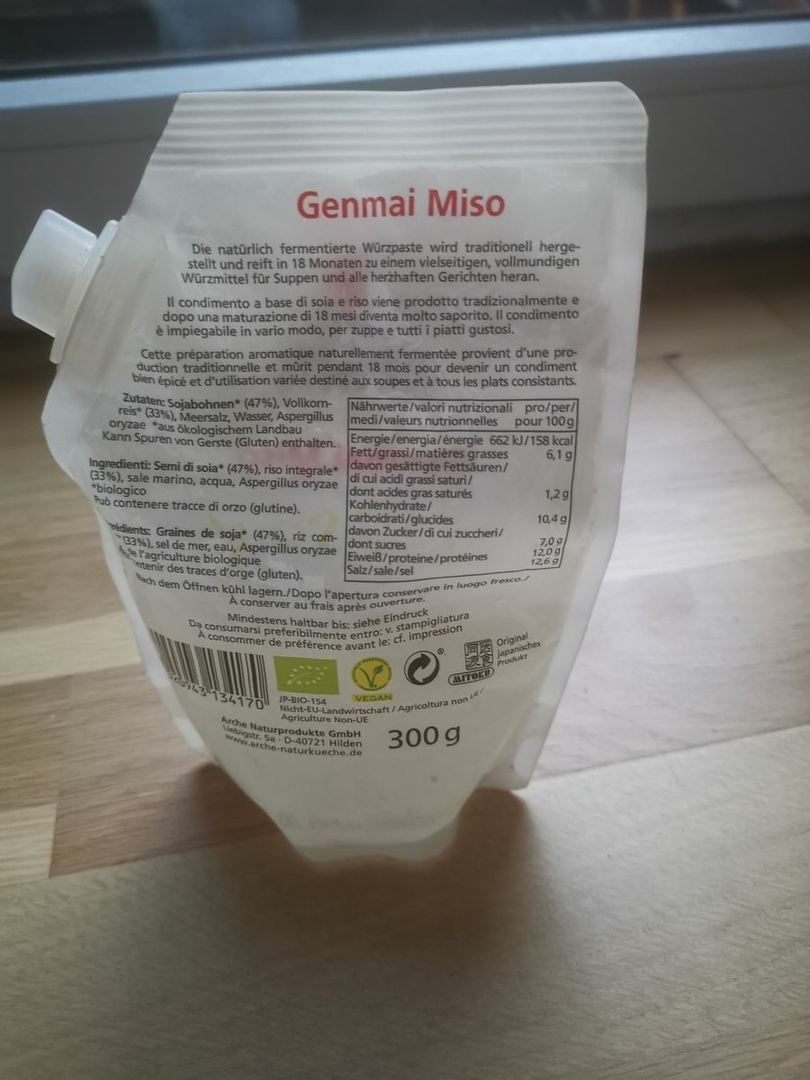 Genmai Miso
Die natürlich fermentierte Würzpaste wird traditionell herge-
stellt und reift in 18 Monaten zu einem vielseitigen, vollmundigen
Würzmittel für Suppen und alle herzhaften Gerichten heran.
Il condimento a base di soia e riso viene prodotto tradizionalmente e
dopo una maturazione di 18 mesi diventa molto saporito. Il condimento
è impiegabile in vario modo, per zuppe e tutti i piatti gustosi.
Cette préparation aromatique naturellement fermentée provient d'une pro-
duction traditionnelle et mûrit pendant 18 mois pour devenir un condiment
bien épicé et d'utilisation variée destiné aux soupes et à tous les plats consistants.
Zutaten: Sojabohnen* (47%), Vollkorn-
reis* (33%), Meersalz, Wasser, Aspergillus
oryzae *aus ökologischem Landbau
Kann Spuren von Gerste (Gluten) enthalten.
Ingredienti: Semi di soia* (47%), riso integrale*
(33%), sale marino, acqua, Aspergillus oryzae
*biologico
Può contenere tracce di orzo (glutine).
Graines de soja* (47%), riz com-
(33%), sel de mer, eau, Aspergillus oryzae
l'agriculture biologique
des traces d'orge (gluten).
Nährwerte/valori nutrizionali pro/per/
medi/valeurs nutritionnelles pour 100g
Energie/energia/énergie 662 kJ/158 kcal
Fett/grassi/matières grasses 6,1 g
davon gesättigte Fettsäuren/
di cui acidi grassi saturi/
dont acides gras saturés 1,2 g
Kohlenhydrate/
carboidrati/glucides 10,4 g
davon Zucker/di cui zuccheri/
dont sucres 7,0 g
Eiweiß/proteine/protéines 12,0 g
Salz/sale/sel 12,6 g
Nach dem Öffnen kühl lagern./Dopo l'apertura conservare in luogo fresco./
À conserver au frais après ouverture.
Mindestens haltbar bis: siehe Eindruck
Da consumarsi preferibilmente entro: v. stampigliatura
À consommer de préférence avant le: cf. impression
134170
VEGAN
同医
源食
MITOKU
Original
japanisches
Produkt
JP-BIO-154
Nicht-EU-Landwirtschaft / Agricoltura non UE/
Agriculture Non-UE
Arche Naturprodukte GmbH
Liebigstr. 5a · D-40721 Hilden
www.arche-naturkueche.de
300 g